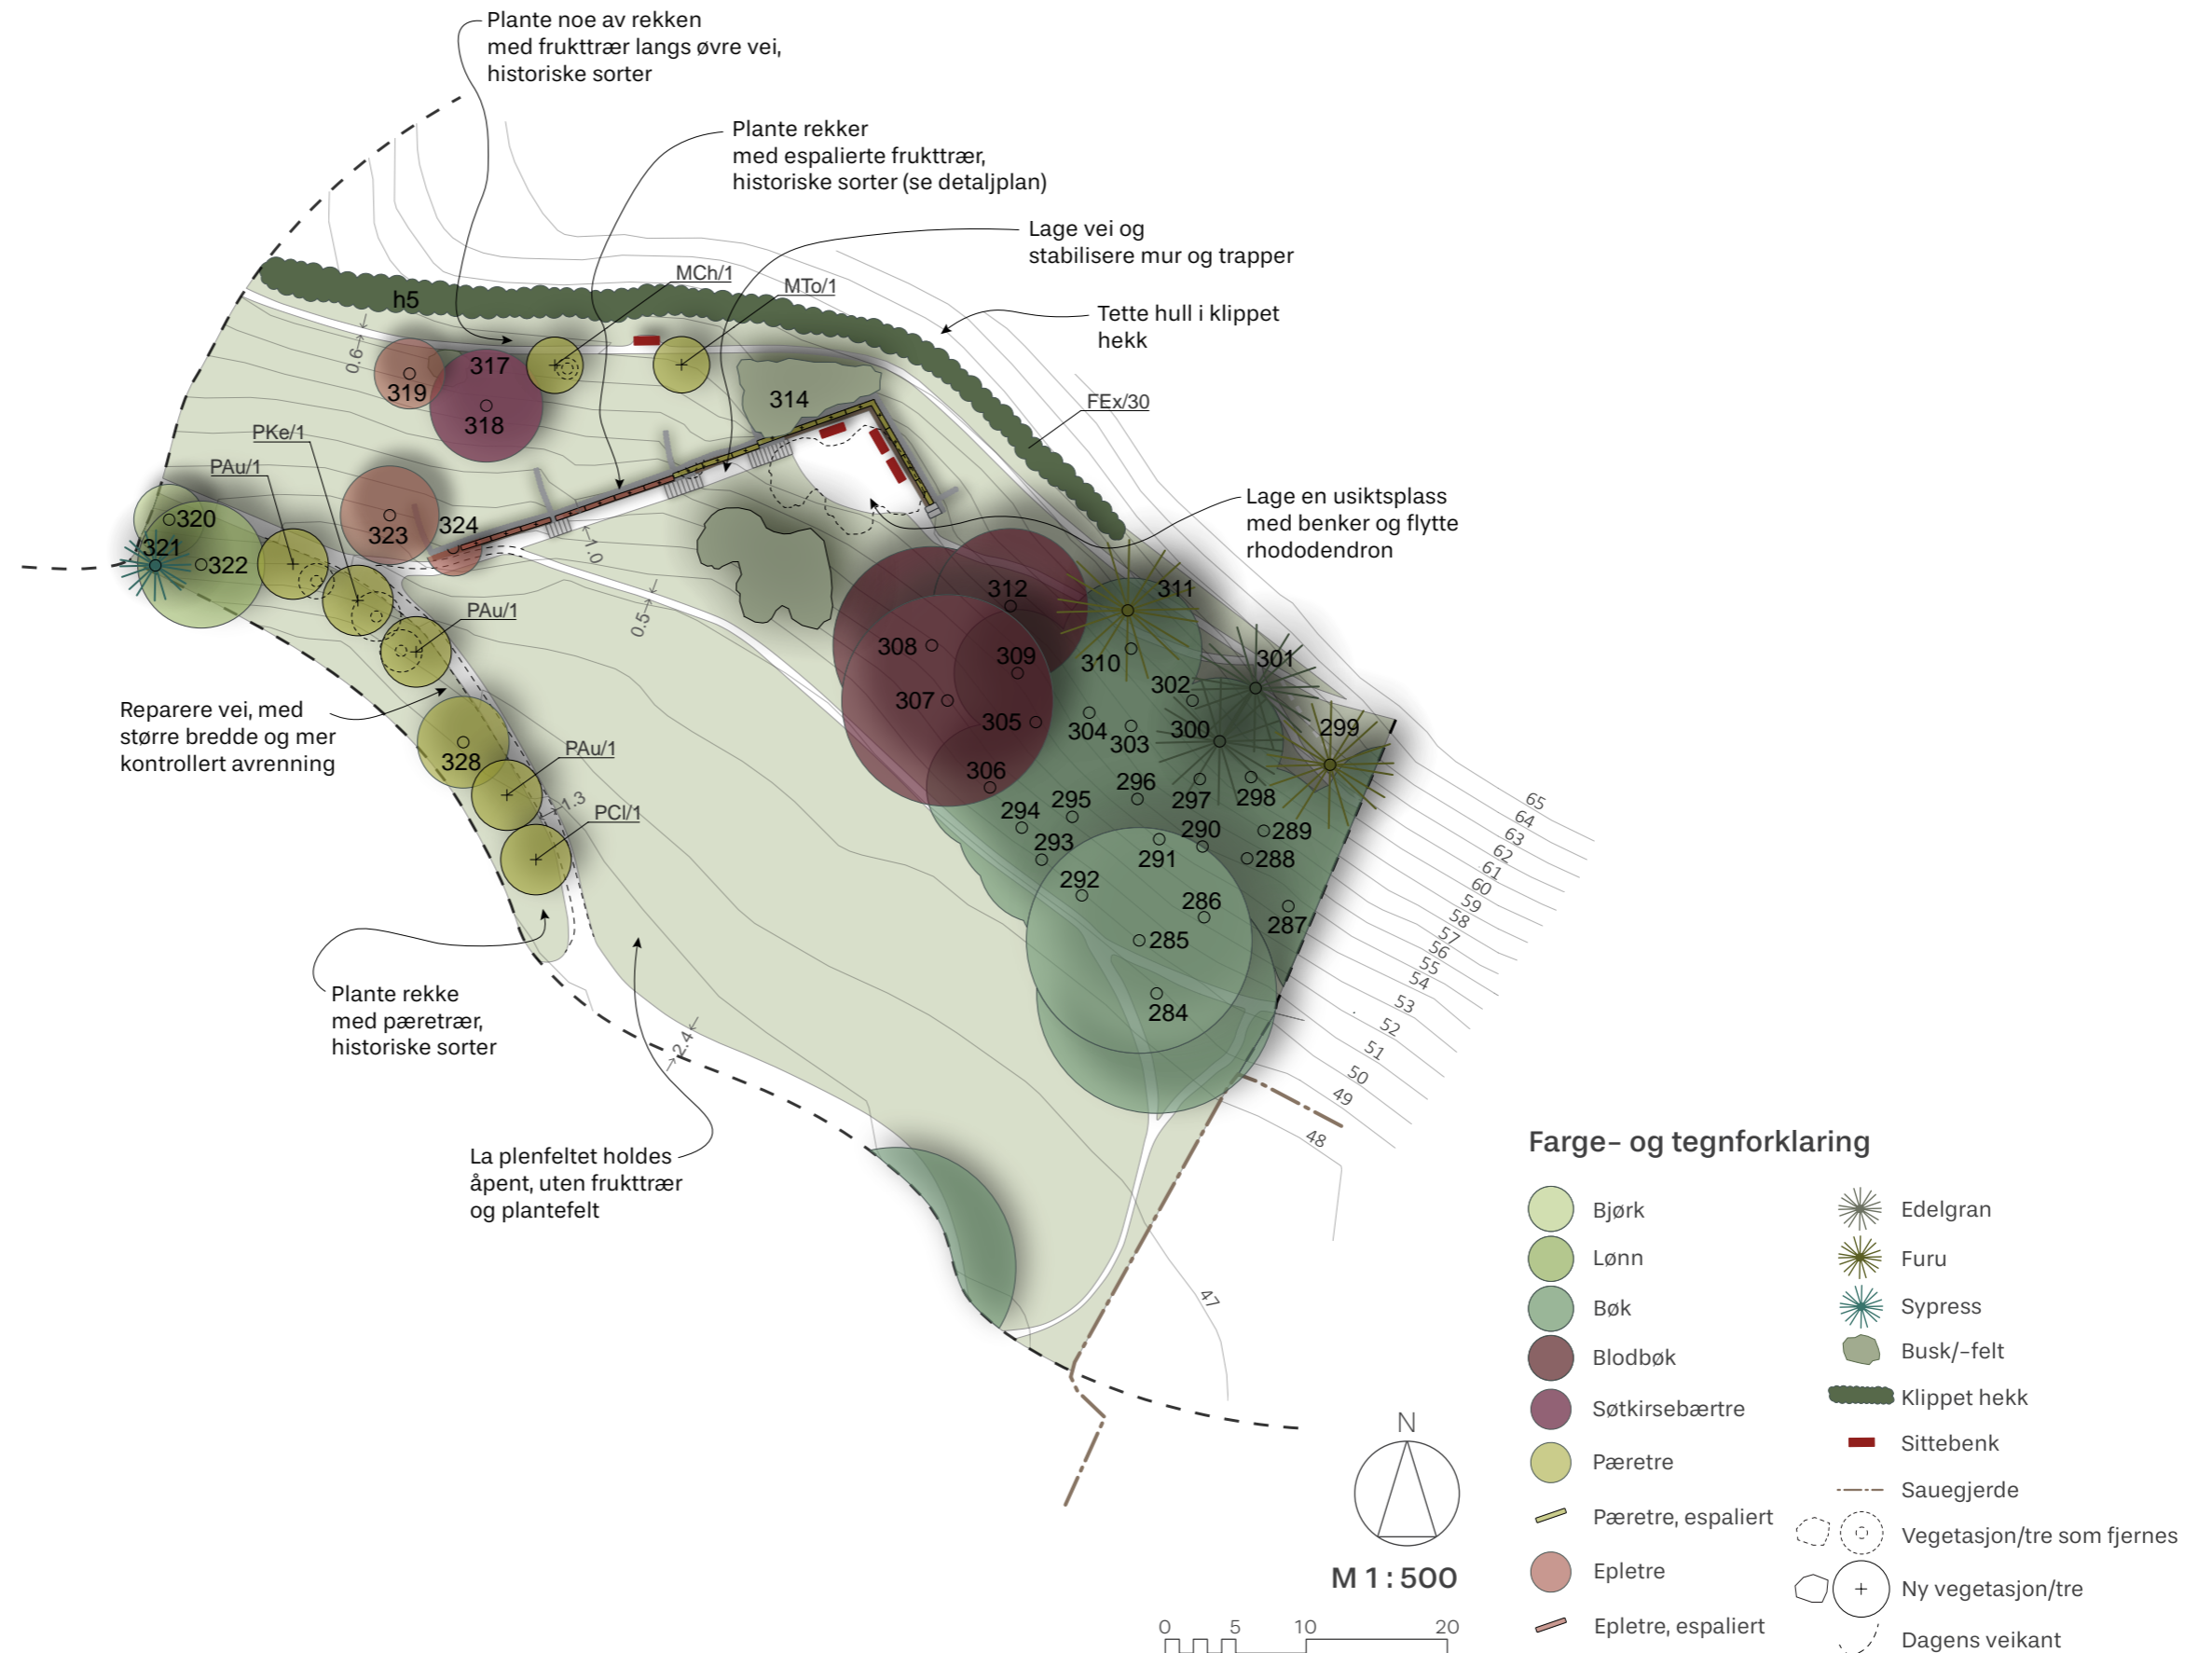 Plante noe av rekken
med frukttrær langs øvre vei,
historiske sorter
Plante rekker
med espalierte frukttrær,
historiske sorter (se detaljplan)
Lage vei og
stabilisere mur og trapper
Tette hull i klippet
hekk
MCh/1
MTo/1
h5
0.6
317
319
318
314
FEx/30
PKe/1
PAu/1
Lage en usiktsplass
med benker og flytte
rhododendron
320
321
322
323
324
1.0
0.5
PAu/1
312
311
308
309
310
301
302
307
305
304
303
300
299
Reparere vei, med
større bredde og mer
kontrollert avrenning
328
PAu/1
1.3
PCl/1
306
296
297
298
294
295
293
290
289
291
288
292
286
287
285
284
65
64
63
62
61
60
59
58
57
56
55
54
53
52
51
50
49
48
47
Plante rekke
med pæretrær,
historiske sorter
2.4
La plenfeltet holdes
åpent, uten frukttrær
og plantefelt
Farge- og tegnforklaring
Bjørk
Lønn
Bøk
Blodbøk
Søtkirsebærtre
Pæretre
Pæretre, espaliert
Epletre
Epletre, espaliert
Edelgran
Furu
Sypress
Busk/-felt
Klippet hekk
Sittebenk
Sauegjerde
Vegetasjon/tre som fjernes
Ny vegetasjon/tre
Dagens veikant
N
M 1 : 500
0 5 10 20